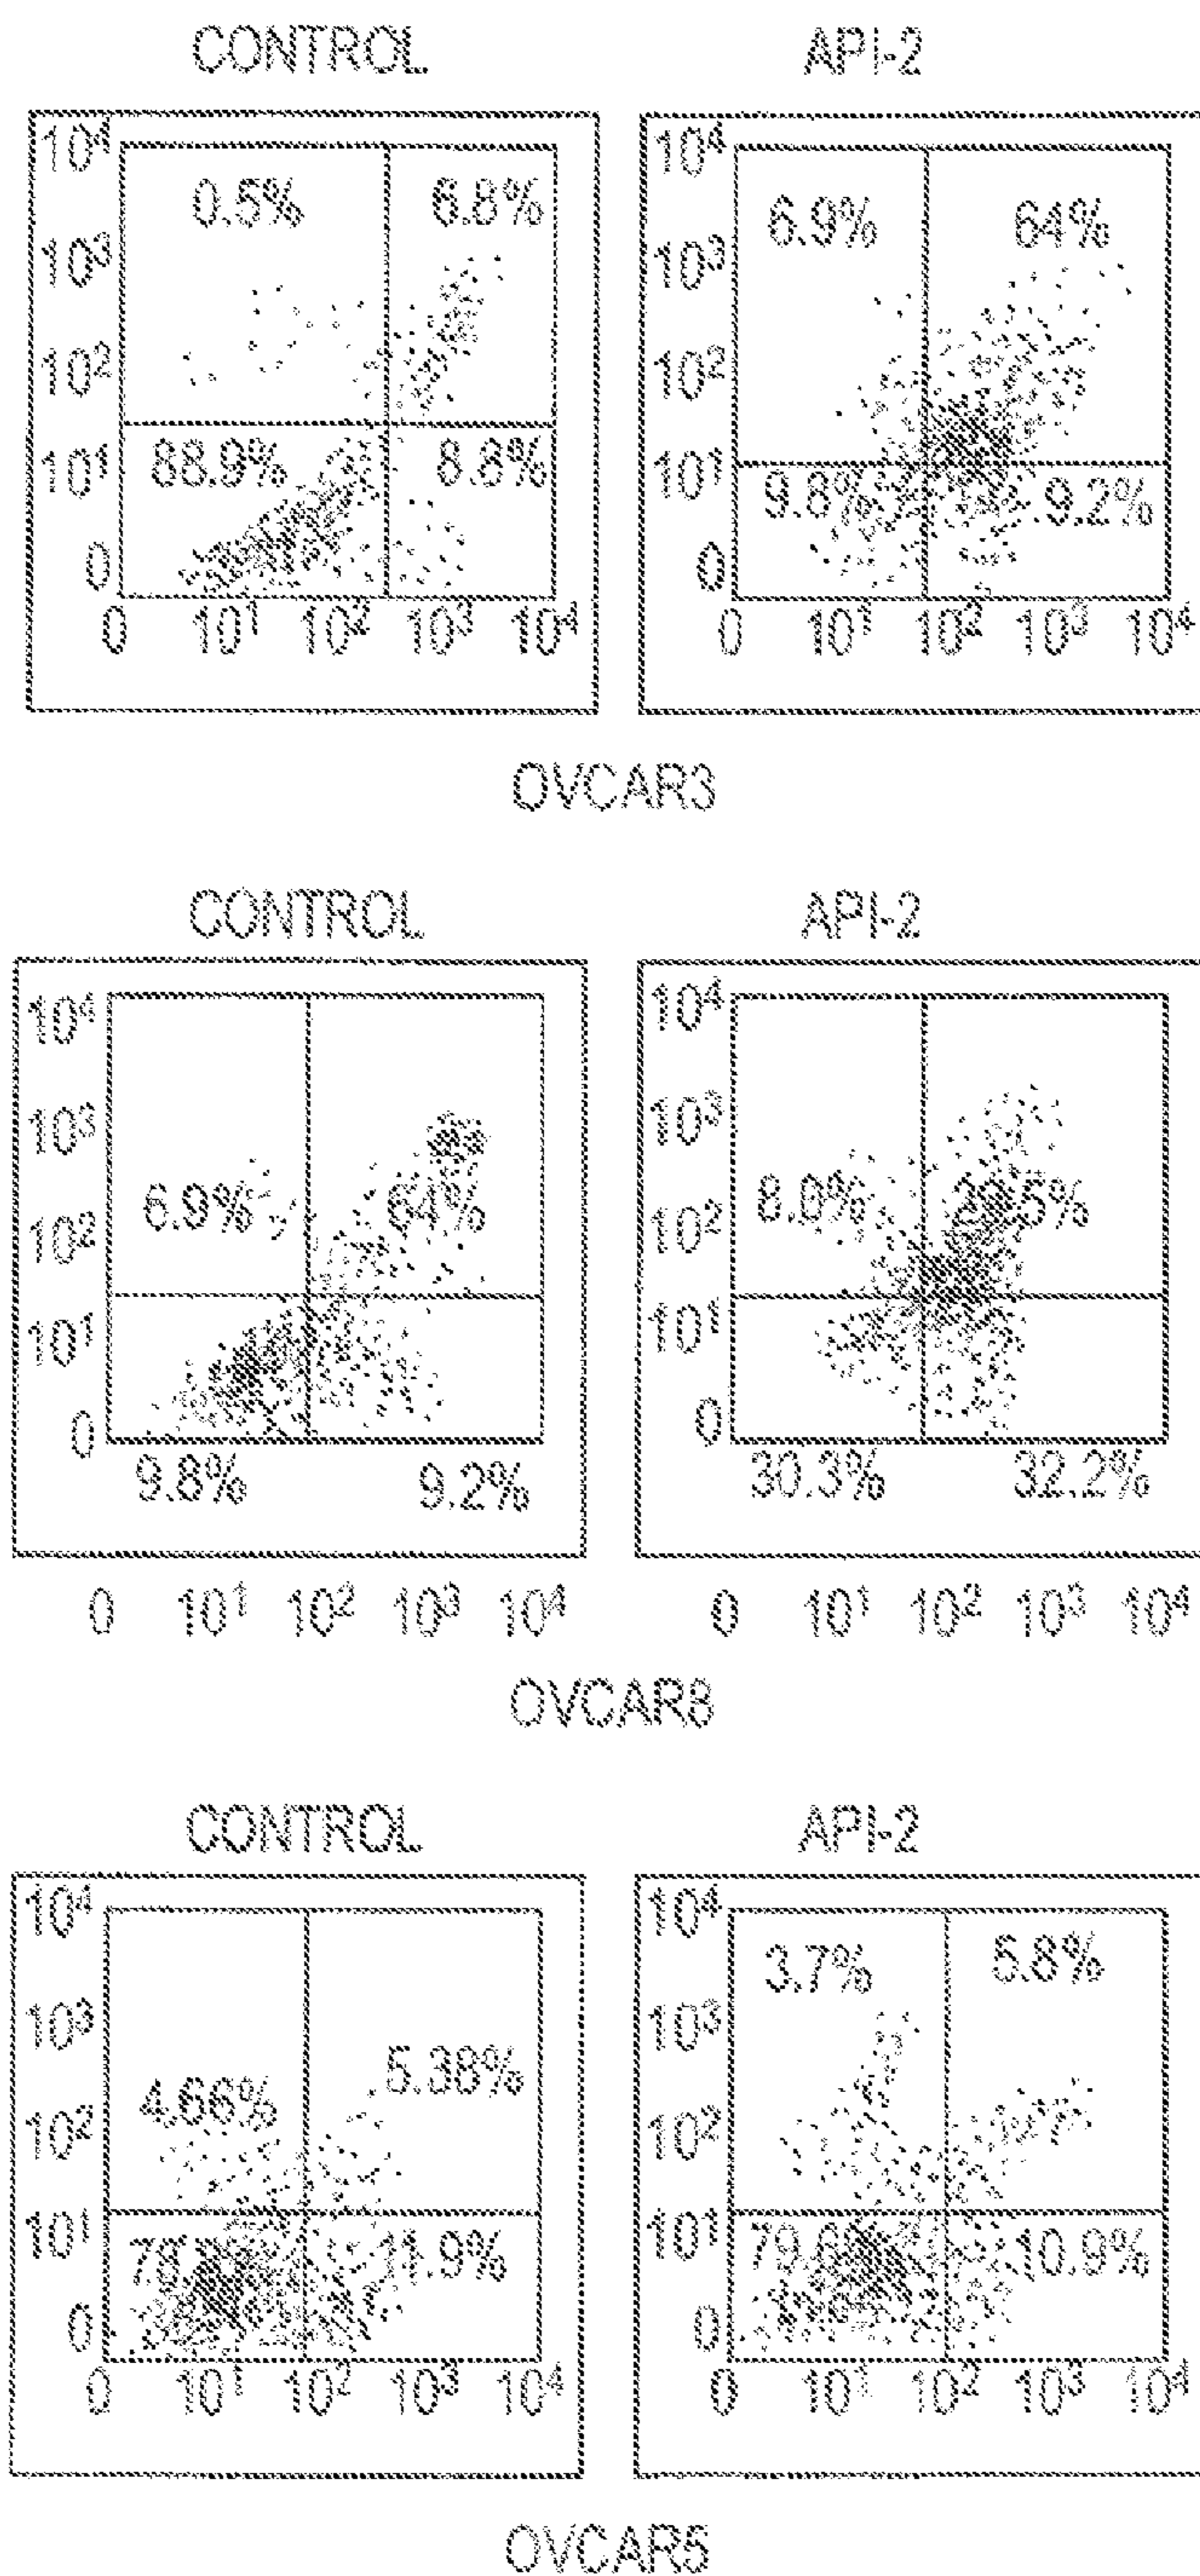 CONTROL API-2
10⁴ 10⁴
0.5% 6.8% 6.9% 64%
10³ 10³
10² 10²
10¹ 88.9% 8.8% 10¹ 9.8% 9.2%
0 0
0 10¹ 10² 10³ 10⁴ 0 10¹ 10² 10³ 10⁴
OVCAR3
CONTROL API-2
10⁴ 10⁴
10³ 10³
6.9% 64% 8.6%
10² 10²
10¹ 10¹
0 0
9.8% 9.2% 30.3% 32.2%
0 10¹ 10² 10³ 10⁴ 0 10¹ 10² 10³ 10⁴
OVCAR8
CONTROL API-2
10⁴ 10⁴
3.7% 5.8%
10³ 10³
4.66% 5.38%
10² 10²
10¹ 11.9% 10¹ 10.9%
0 0
0 10¹ 10² 10³ 10⁴ 0 10¹ 10² 10³ 10⁴
OVCAR5